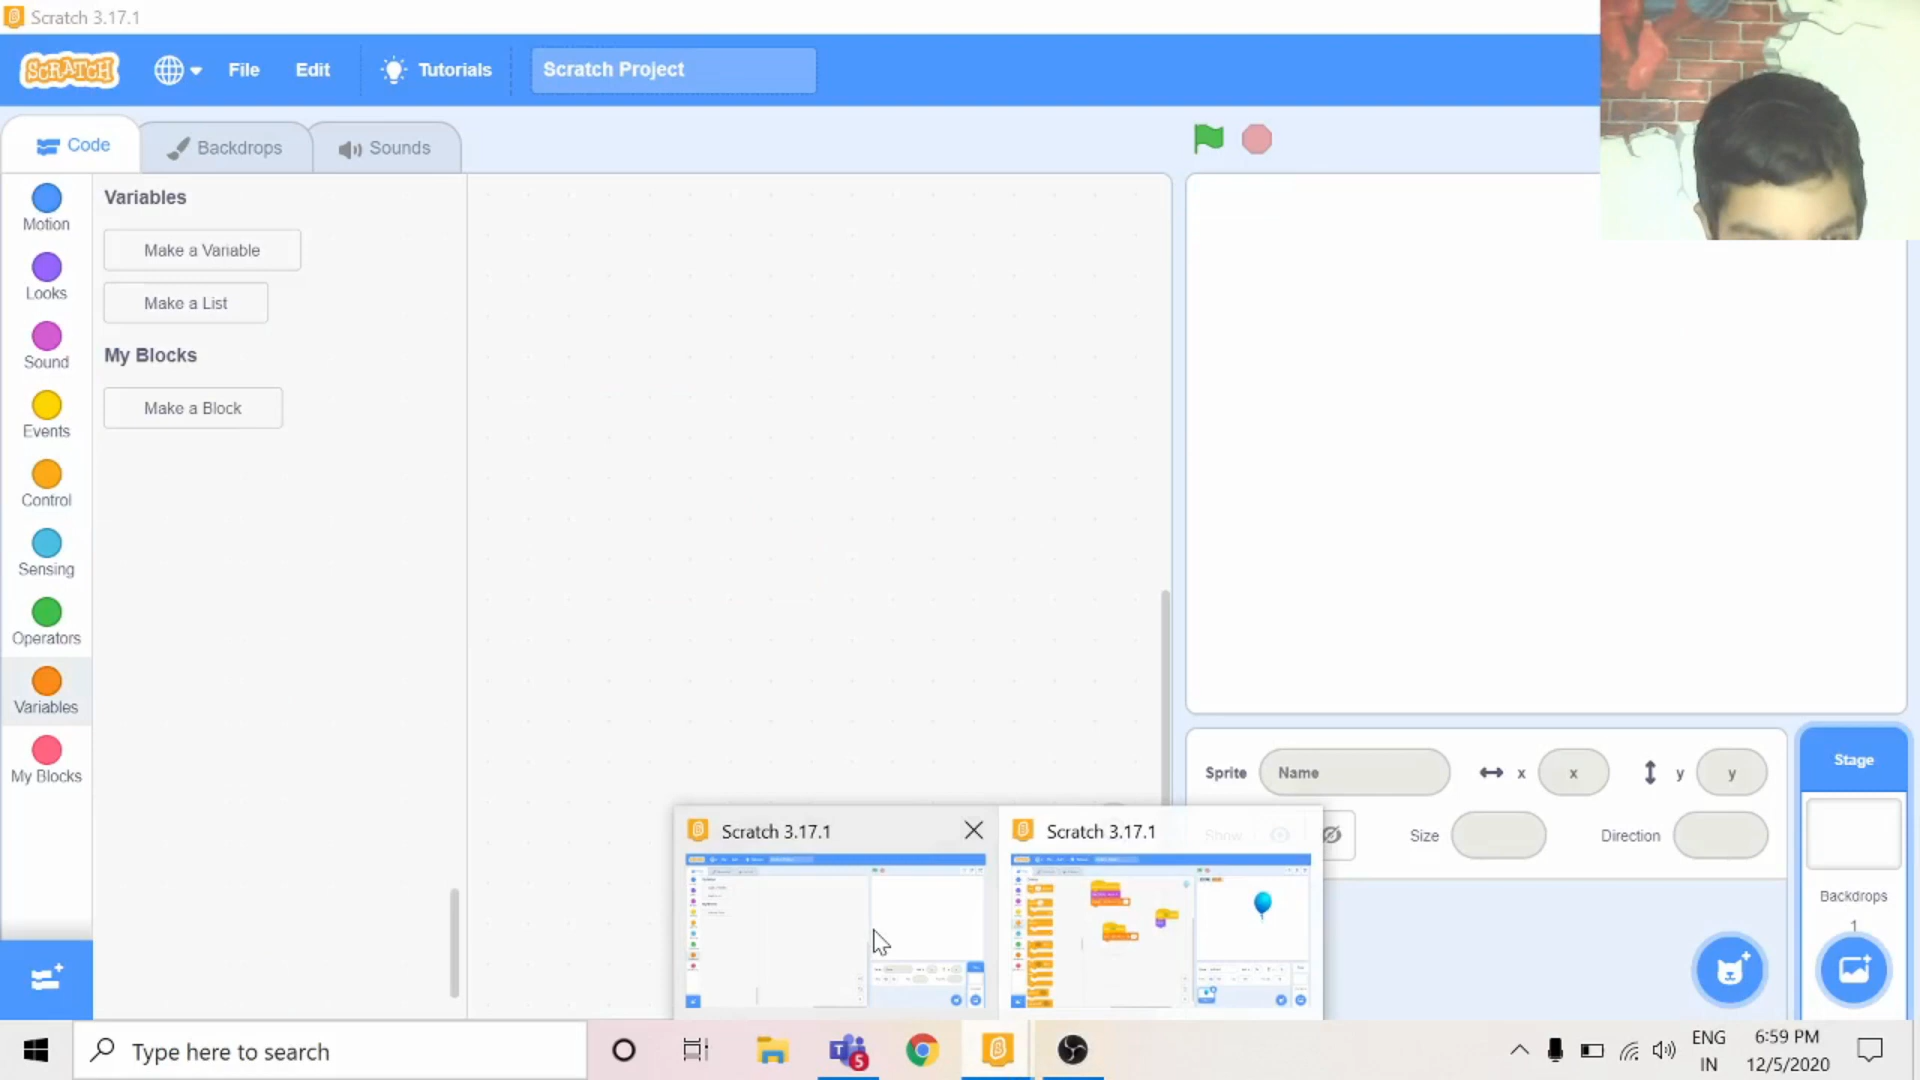 Scratch 3.17.1
SCRATCH
File
Edit
Tutorials
Scratch Project
Code
Backdrops
Sounds
Motion
Looks
Sound
Events
Control
Sensing
Operators
Variables
My Blocks
Variables
Make a Variable
Make a List
My Blocks
Make a Block
Sprite
Name
x
x
y
y
Show
Size
Direction
Stage
Backdrops
1
Scratch 3.17.1
Scratch 3.17.1
Type here to search
5
ENG
IN
6:59 PM
12/5/2020